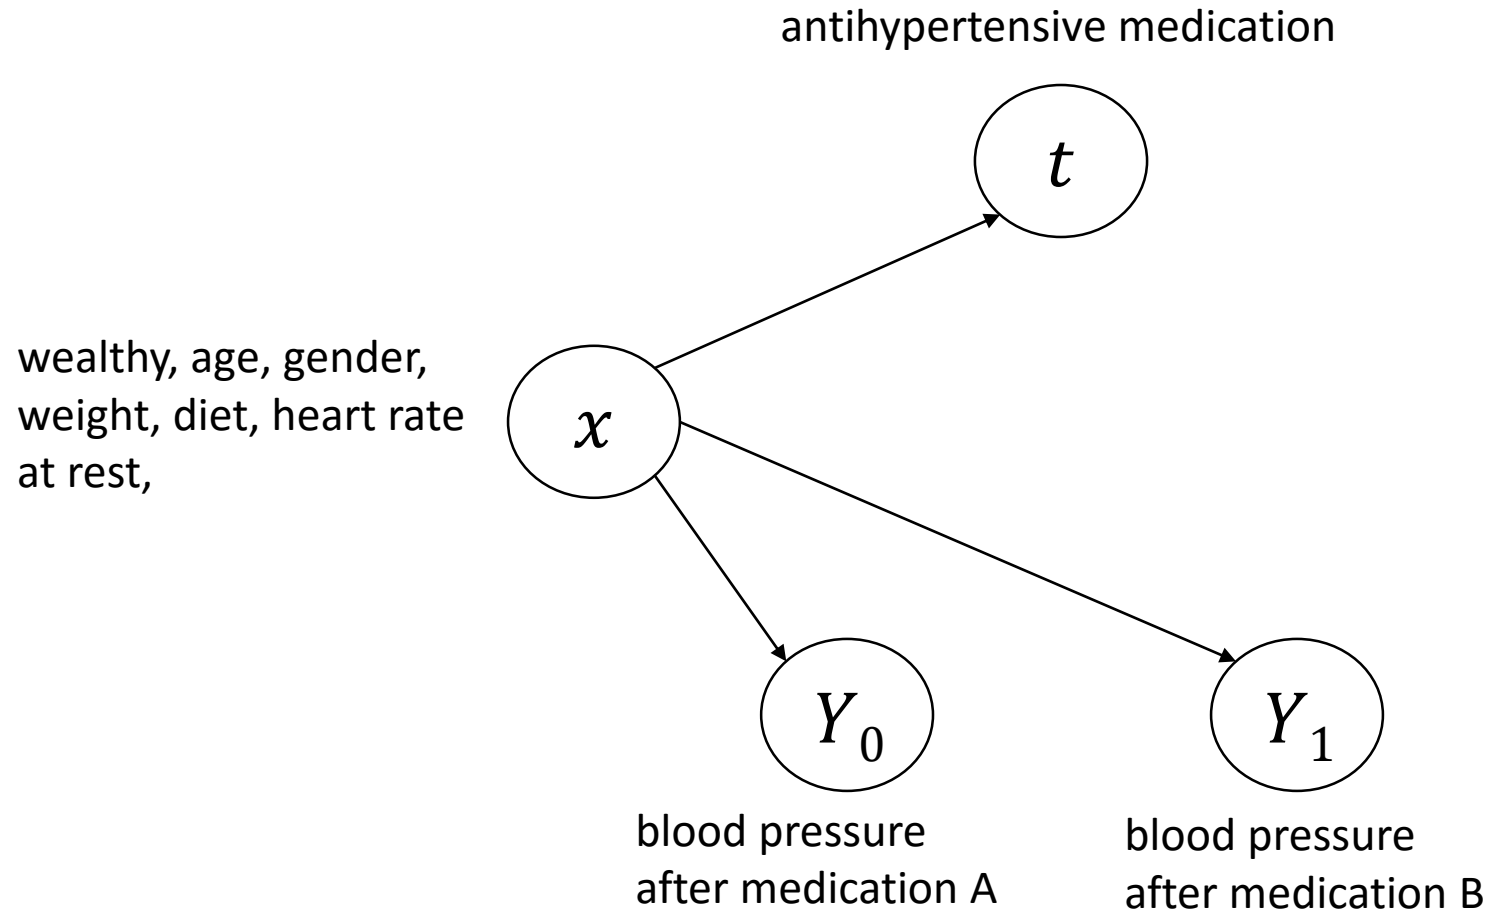 antihypertensive medication
t
wealthy, age, gender,
weight, diet, heart rate
at rest,
x
Y₀
Y₁
blood pressure
after medication A
blood pressure
after medication B